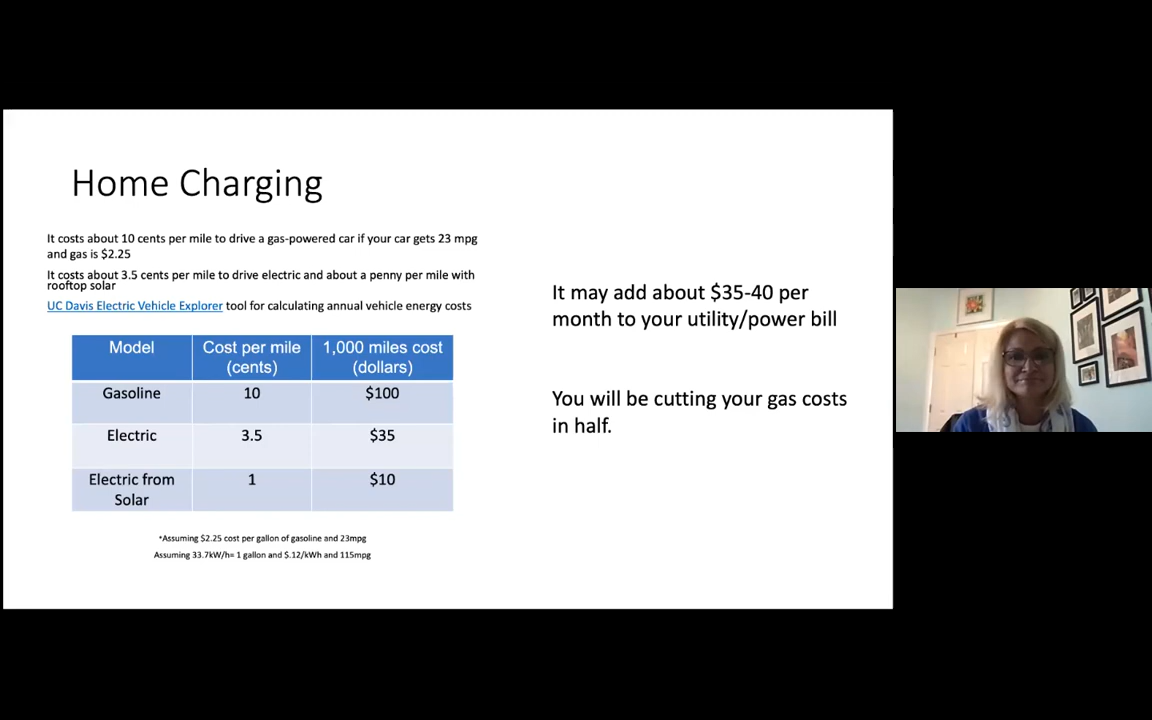 Home Charging
It costs about 10 cents per mile to drive a gas-powered car if your car gets 23 mpg
and gas is $2.25
It costs about 3.5 cents per mile to drive electric and about a penny per mile with
rooftop solar
UC Davis Electric Vehicle Explorer tool for calculating annual vehicle energy costs
Model Cost per mile (cents) 1,000 miles cost (dollars)
Gasoline 10 $100
Electric 3.5 $35
Electric from Solar 1 $10
*Assuming $2.25 cost per gallon of gasoline and 23mpg
Assuming 33.7kW/h= 1 gallon and $.12/kWh and 115mpg
It may add about $35-40 per
month to your utility/power bill
You will be cutting your gas costs
in half.